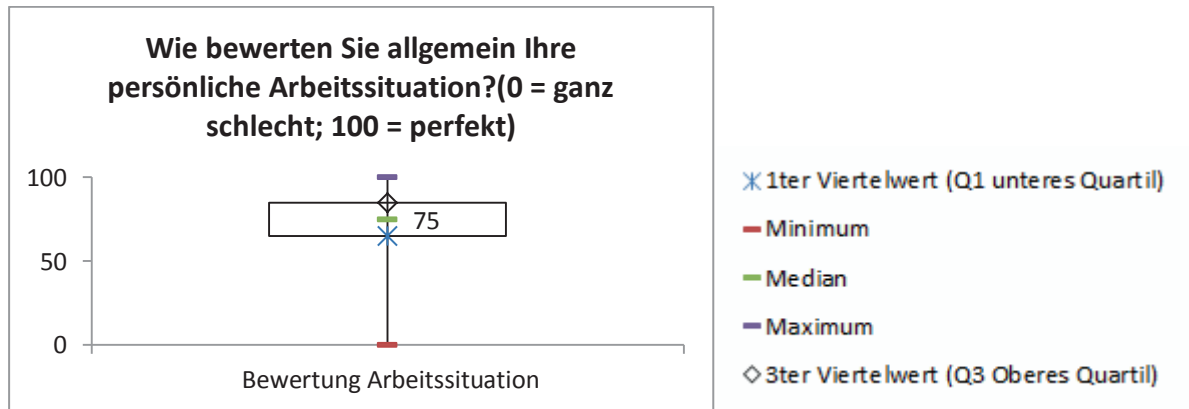 Wie bewerten Sie allgemein Ihre
persönliche Arbeitssituation?(0 = ganz
schlecht; 100 = perfekt)
100
75
50
0
Bewertung Arbeitssituation
1ter Viertelwert (Q1 unteres Quartil)
Minimum
Median
Maximum
3ter Viertelwert (Q3 Oberes Quartil)